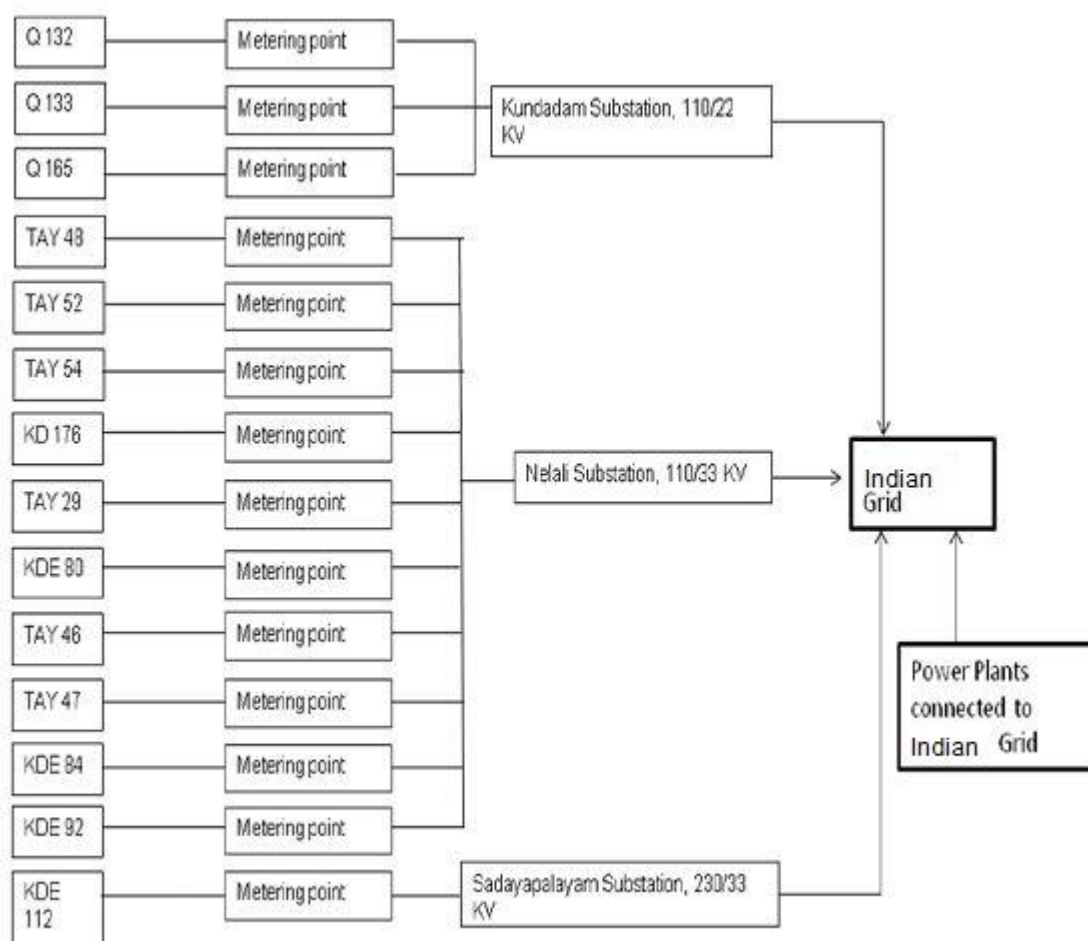 Q 132
Metering point
Q 133
Metering point
Kundadam Substation, 110/22
KV
Q 165
Metering point
TAY 48
Metering point
TAY 52
Metering point
TAY 54
Metering point
KD 176
Metering point
Nelali Substation, 110/33 KV
Indian
Grid
TAY 29
Metering point
KDE 80
Metering point
TAY 46
Metering point
TAY 47
Metering point
Power Plants
connected to
Indian Grid
KDE 84
Metering point
KDE 92
Metering point
KDE
112
Metering point
Sadayapalayam Substation, 230/33
KV